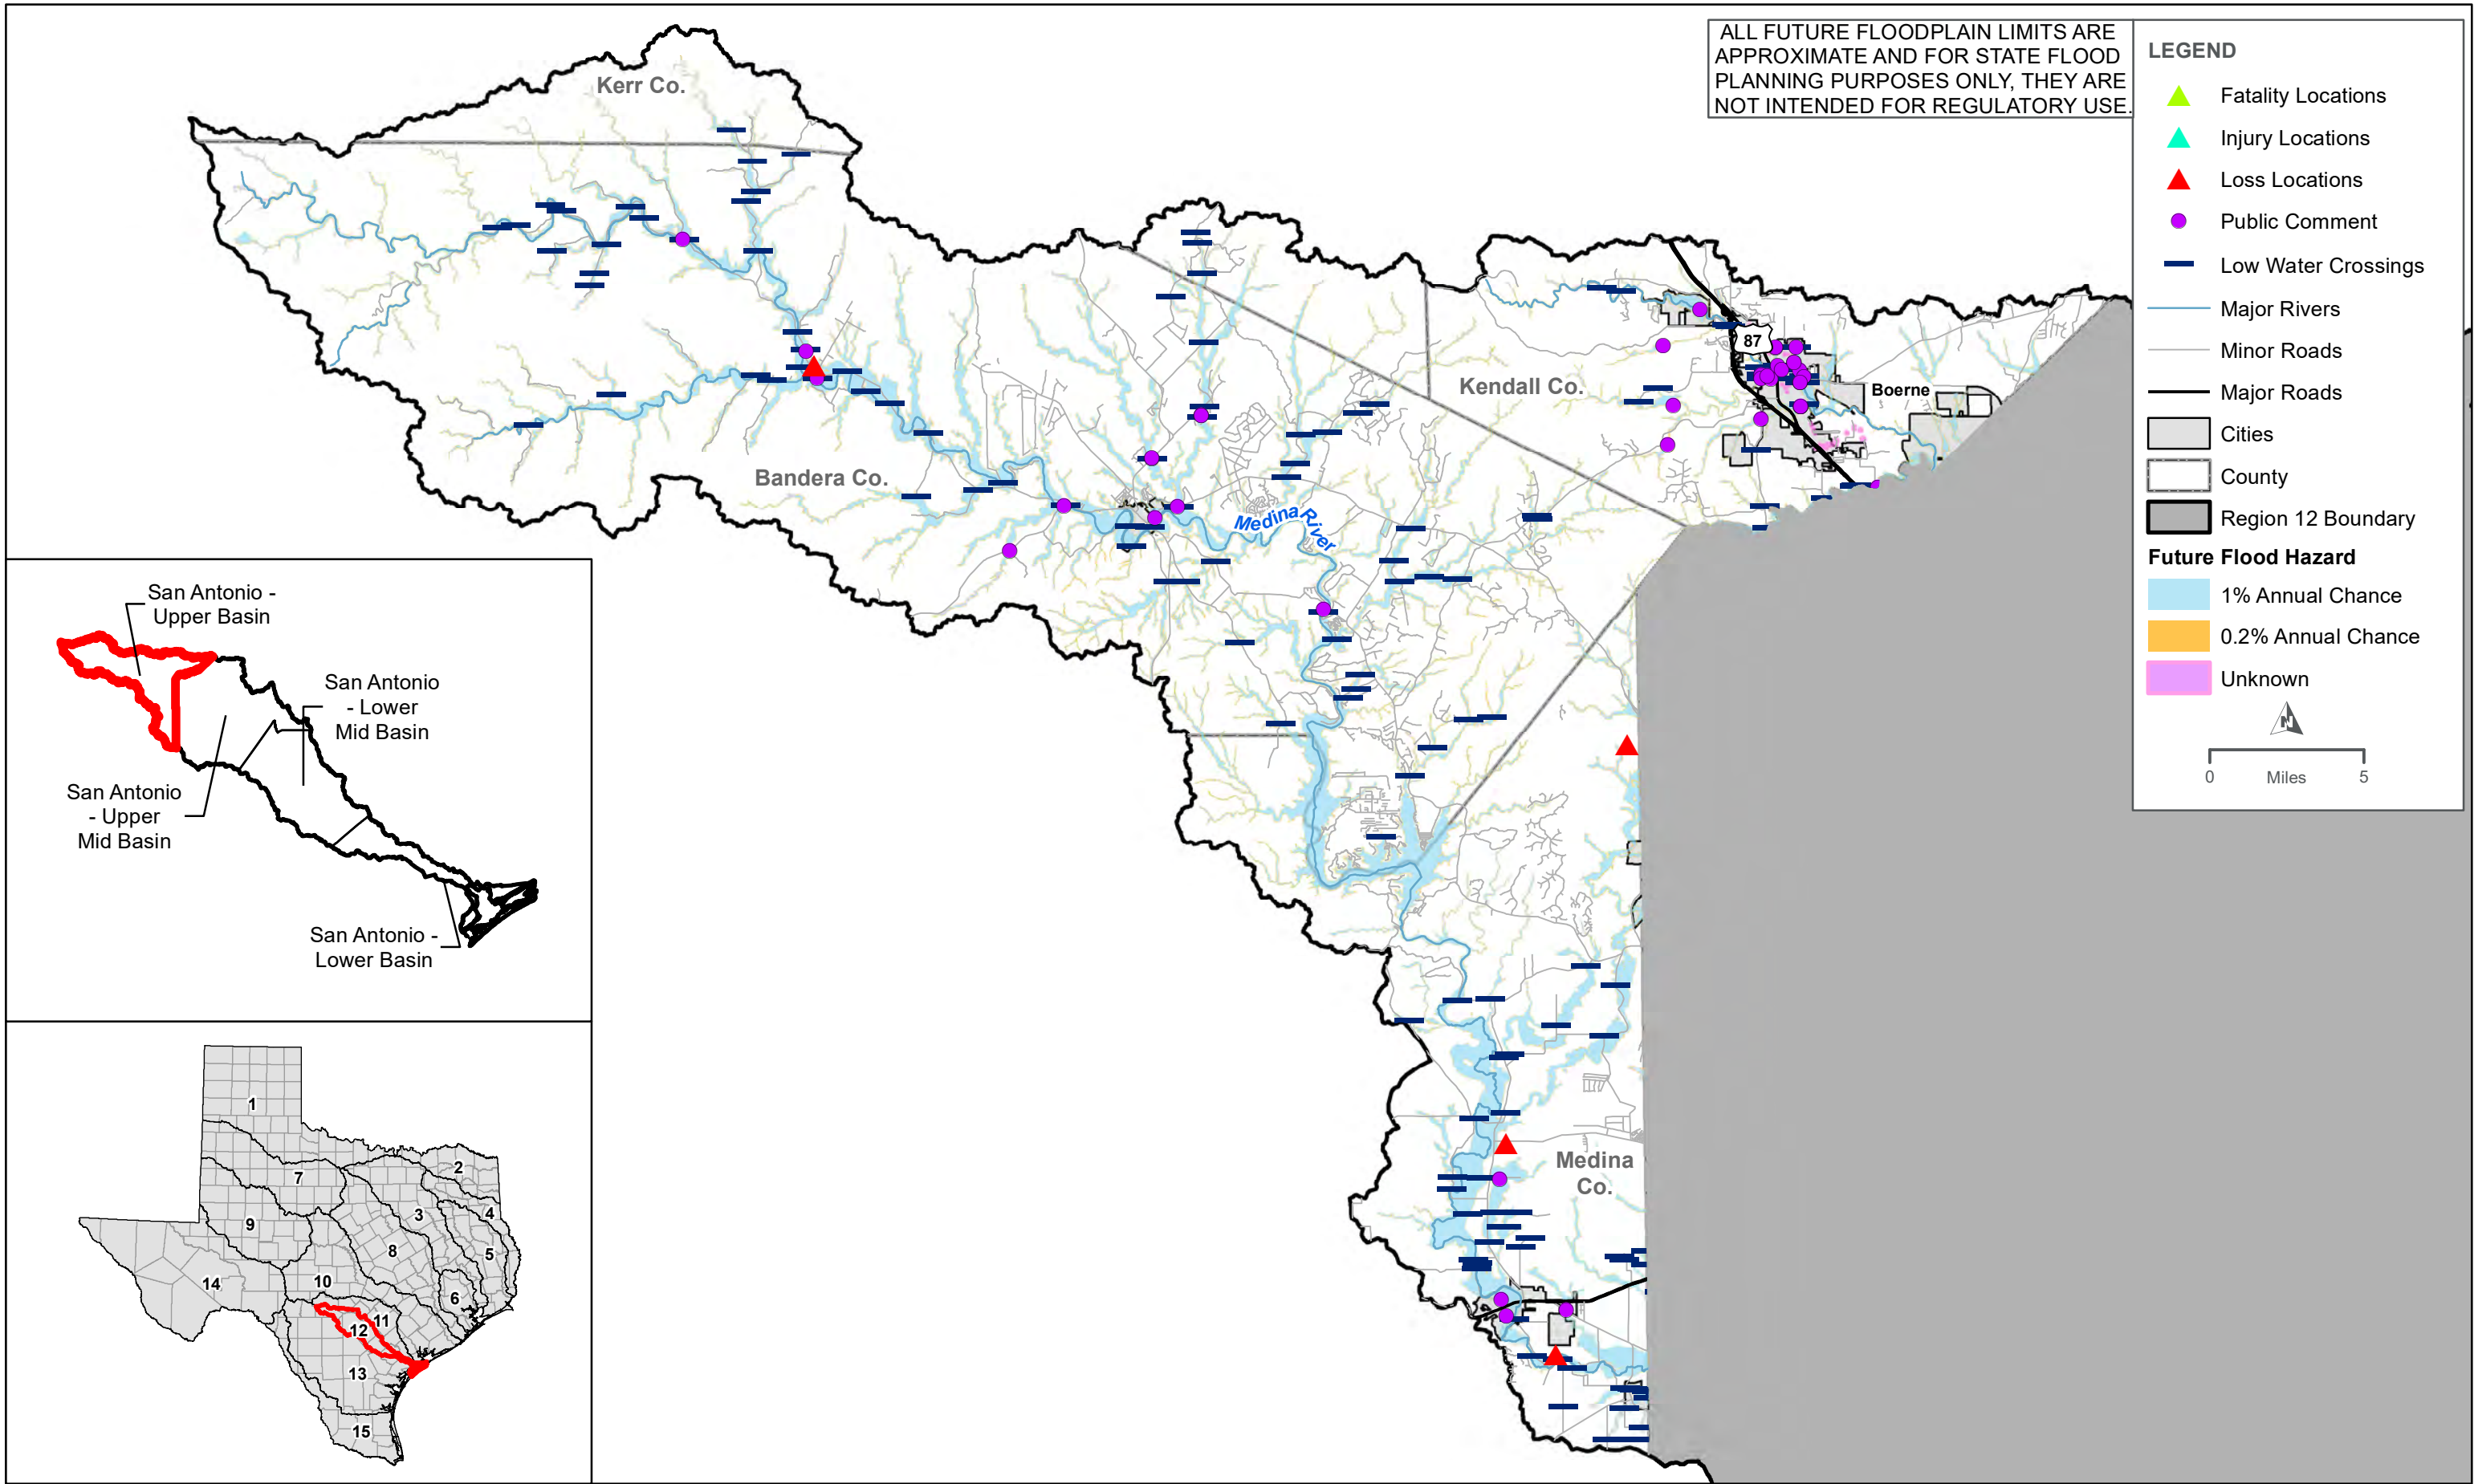 ALL FUTURE FLOODPLAIN LIMITS ARE
APPROXIMATE AND FOR STATE FLOOD
PLANNING PURPOSES ONLY, THEY ARE
NOT INTENDED FOR REGULATORY USE.
LEGEND
Fatality Locations
Injury Locations
Loss Locations
Public Comment
Low Water Crossings
Major Rivers
Minor Roads
Major Roads
Cities
County
Region 12 Boundary
Future Flood Hazard
1% Annual Chance
0.2% Annual Chance
Unknown
N
0 Miles 5
Kerr Co.
87
Kendall Co.
Boerne
Bandera Co.
Medina River
Medina
Co.
San Antonio -
Upper Basin
San Antonio
- Lower
Mid Basin
San Antonio
- Upper
Mid Basin
San Antonio -
Lower Basin
1
2
7
3
4
9
8
5
14
10
6
11
12
13
15